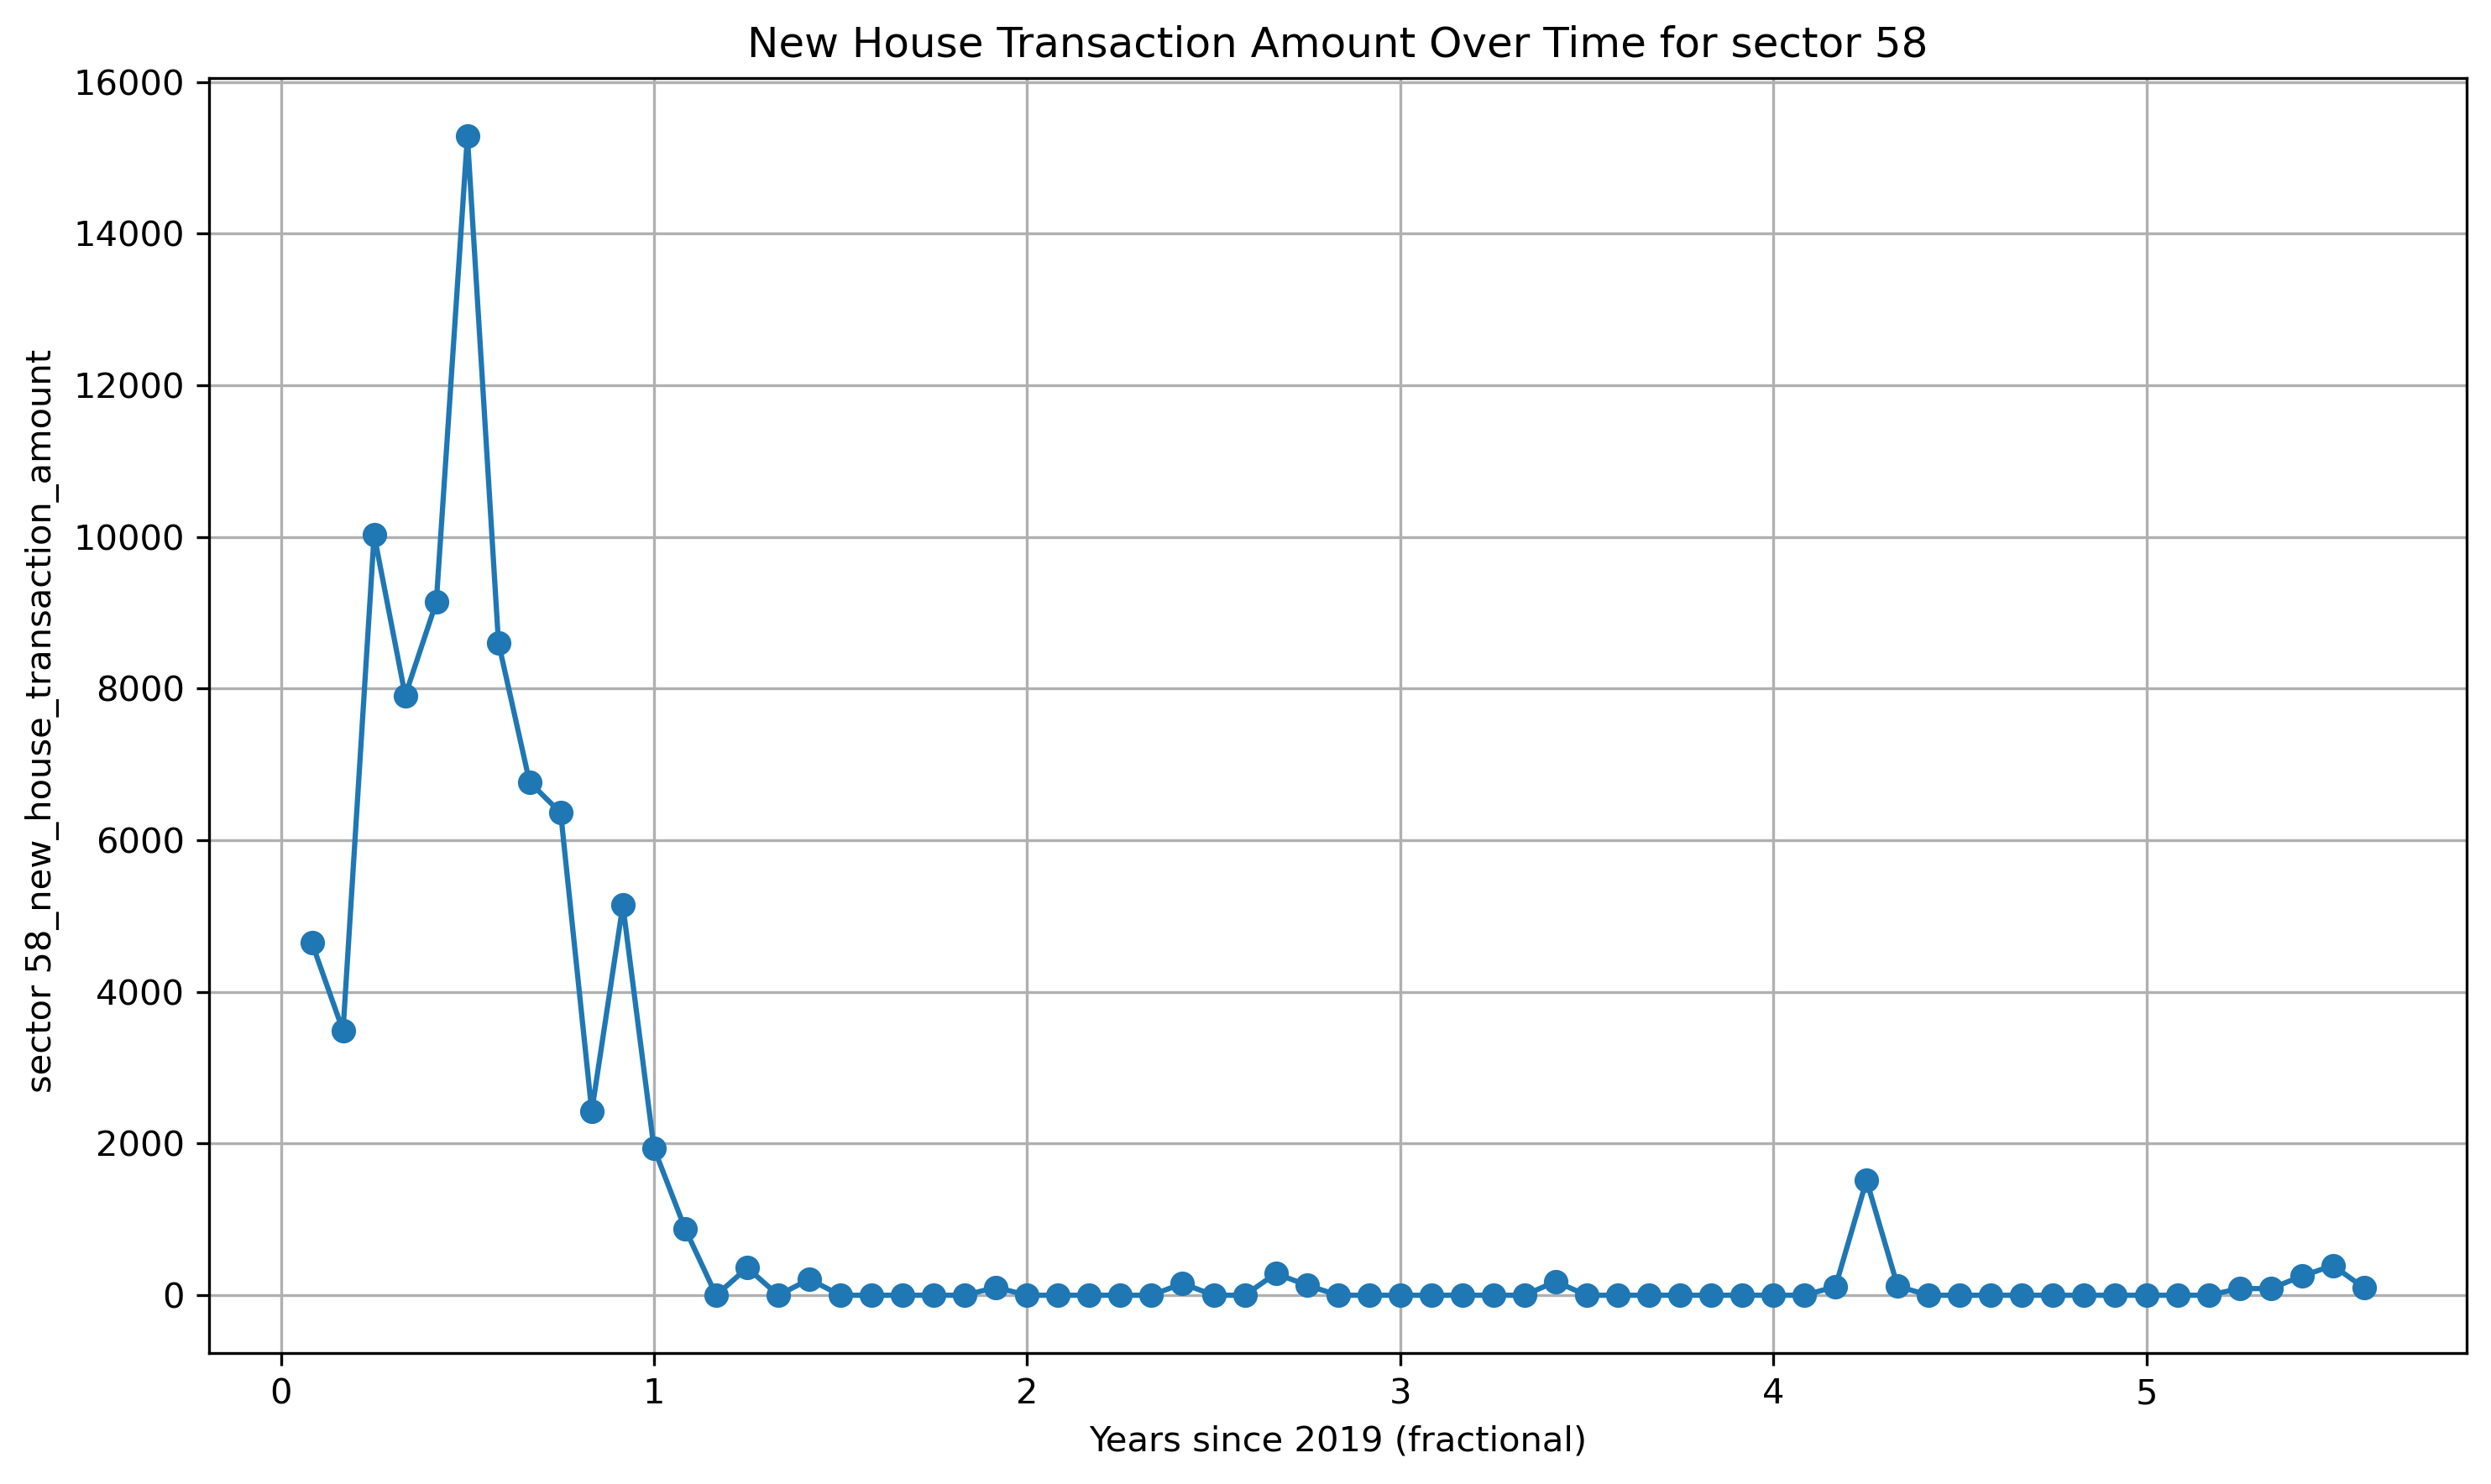 New House Transaction Amount Over Time for sector 58
sector 58_new_house_transaction_amount
16000
14000
12000
10000
8000
6000
4000
2000
0
0 1 2 3 4 5
Years since 2019 (fractional)